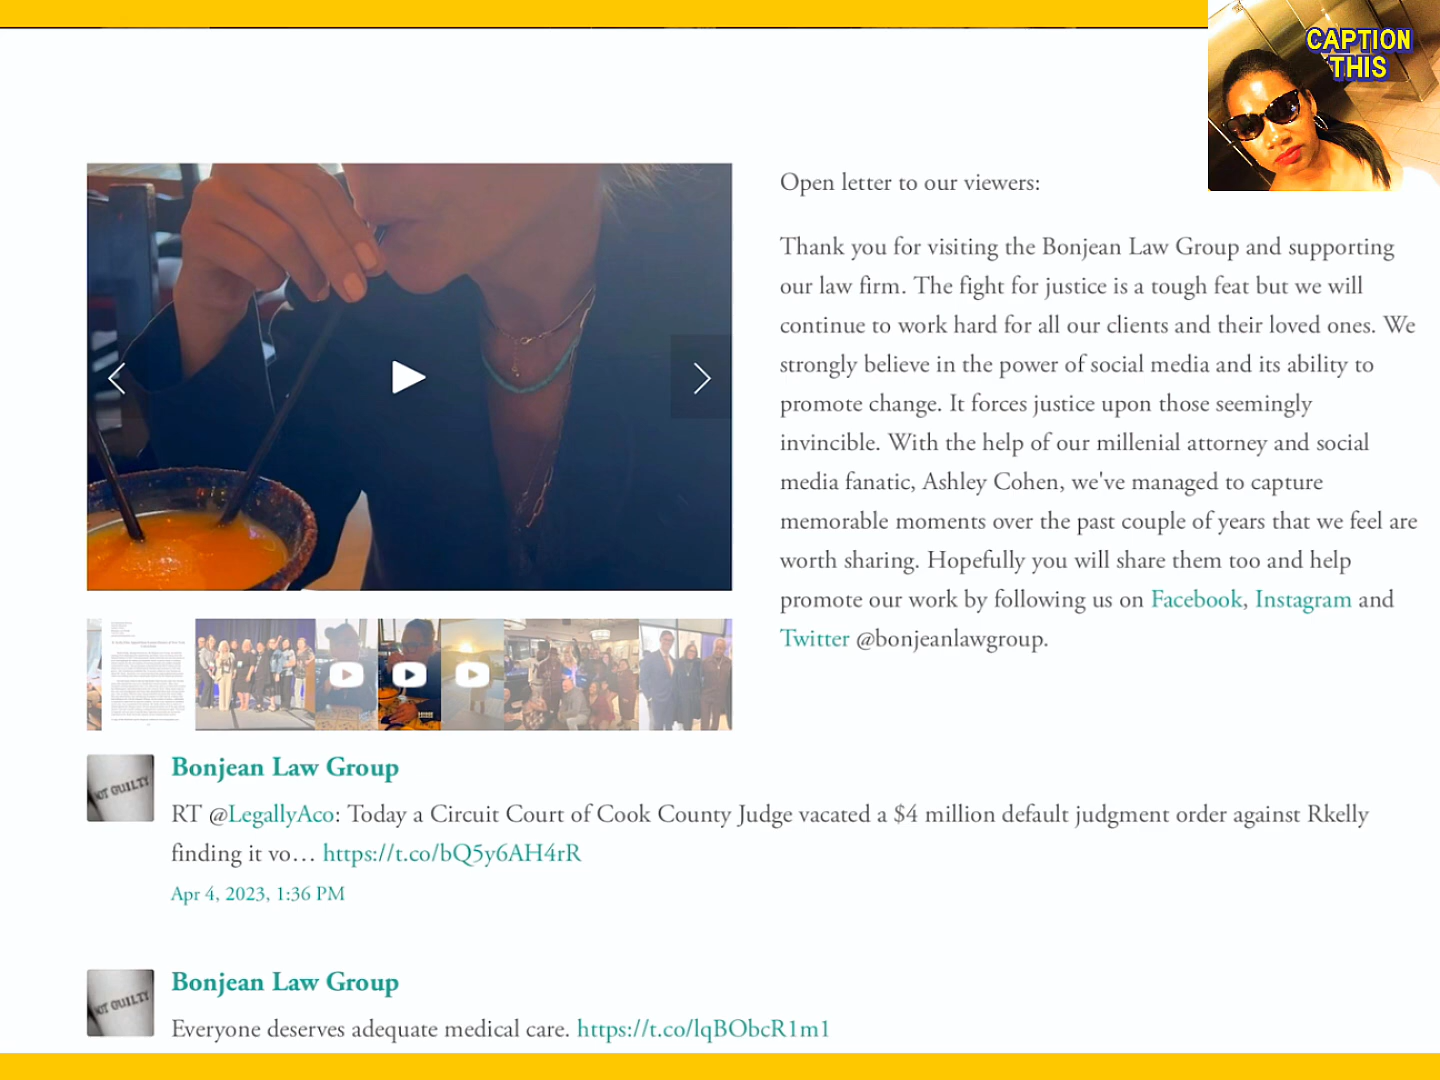 CAPTION
THIS
Open letter to our viewers:
Thank you for visiting the Bonjean Law Group and supporting
our law firm. The fight for justice is a tough feat but we will
continue to work hard for all our clients and their loved ones. We
strongly believe in the power of social media and its ability to
promote change. It forces justice upon those seemingly
invincible. With the help of our millenial attorney and social
media fanatic, Ashley Cohen, we've managed to capture
memorable moments over the past couple of years that we feel are
worth sharing. Hopefully you will share them too and help
promote our work by following us on Facebook, Instagram and
Twitter @bonjeanlawgroup.
Bonjean Law Group
NOT GUILTY
RT @LegallyAco: Today a Circuit Court of Cook County Judge vacated a $4 million default judgment order against Rkelly
finding it vo… https://t.co/bQ5y6AH4rR
Apr 4, 2023, 1:36 PM
Bonjean Law Group
NOT GUILTY
Everyone deserves adequate medical care. https://t.co/lqBObcR1m1